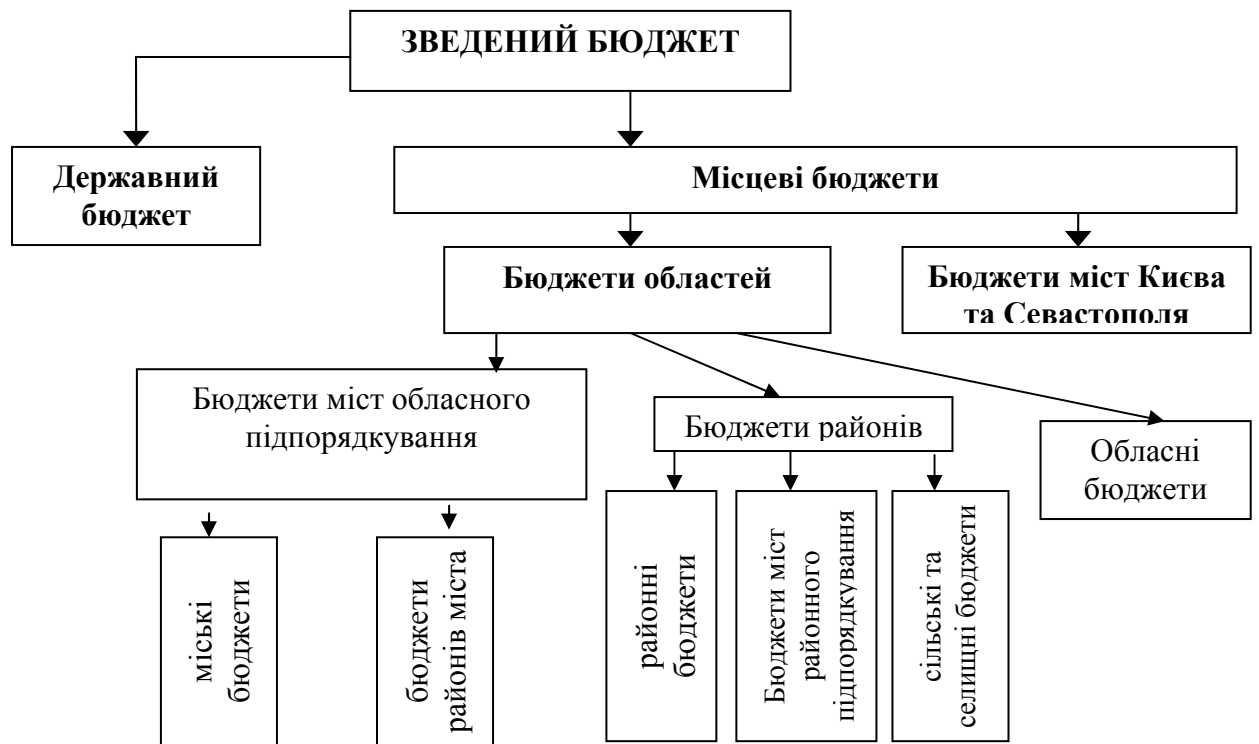 ЗВЕДЕНИЙ БЮДЖЕТ
Державний
бюджет
Місцеві бюджети
Бюджети областей
Бюджети міст Києва
та Севастополя
Бюджети міст обласного
підпорядкування
Бюджети районів
Обласні
бюджети
міські
бюджети
бюджети
районів міста
районні
бюджети
Бюджети міст
районного
підпорядкування
сільські та
селищні бюджети